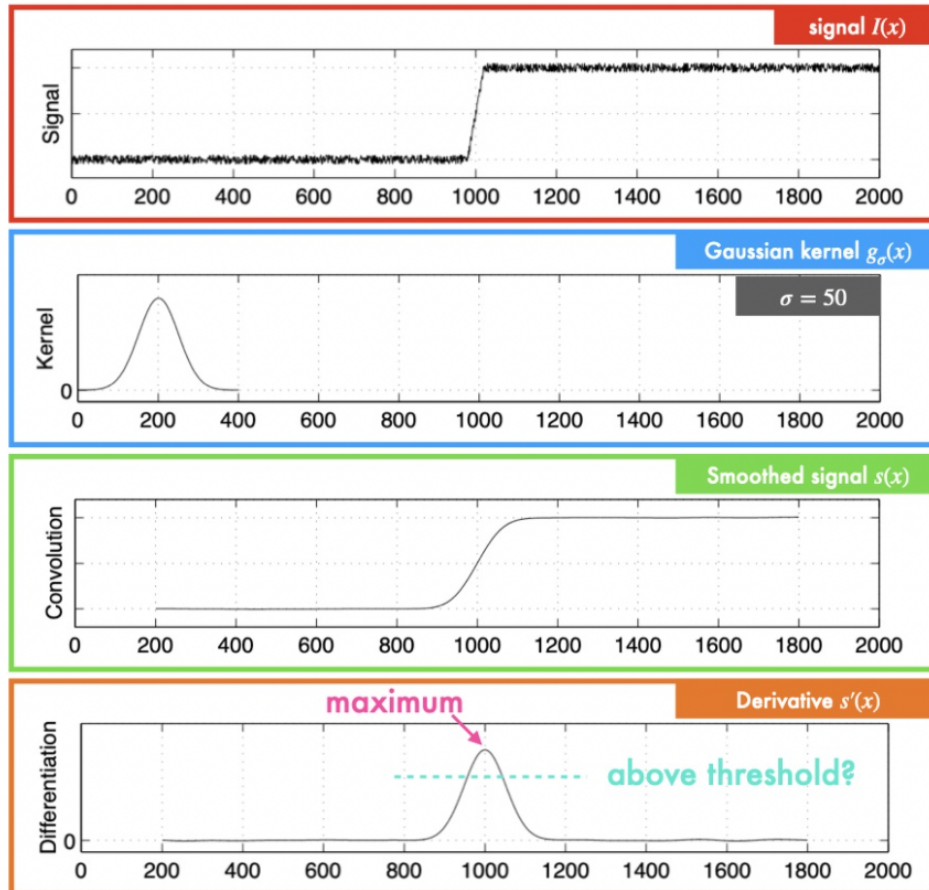 signal I(x)
Signal
0 200 400 600 800 1000 1200 1400 1600 1800 2000
Gaussian kernel gσ(x)
σ = 50
Kernel
0
0 200 400 600 800 1000 1200 1400 1600 1800 2000
Smoothed signal s(x)
Convolution
0 200 400 600 800 1000 1200 1400 1600 1800 2000
Derivative s′(x)
maximum
above threshold?
Differentiation
0
0 200 400 600 800 1000 1200 1400 1600 1800 2000